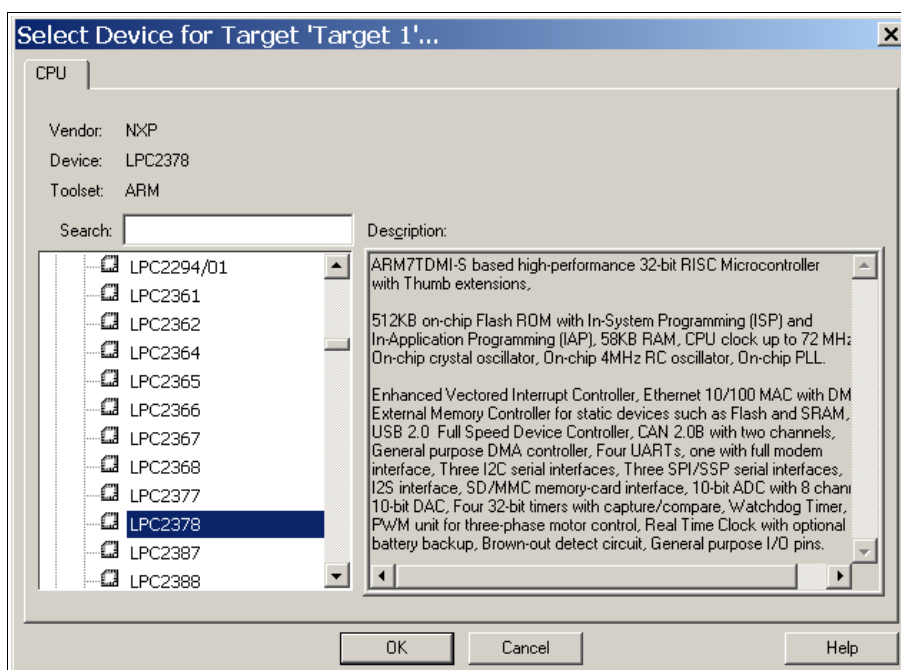 Select Device for Target 'Target 1'...
CPU
Vendor: NXP
Device: LPC2378
Toolset: ARM
Search:
Description:
LPC2294/01
LPC2361
LPC2362
LPC2364
LPC2365
LPC2366
LPC2367
LPC2368
LPC2377
LPC2378
LPC2387
LPC2388
ARM7TDMI-S based high-performance 32-bit RISC Microcontroller
with Thumb extensions,
512KB on-chip Flash ROM with In-System Programming (ISP) and
In-Application Programming (IAP), 58KB RAM, CPU clock up to 72 MHz
On-chip crystal oscillator, On-chip 4MHz RC oscillator, On-chip PLL.
Enhanced Vectored Interrupt Controller, Ethernet 10/100 MAC with DM
External Memory Controller for static devices such as Flash and SRAM,
USB 2.0 Full Speed Device Controller, CAN 2.0B with two channels,
General purpose DMA controller, Four UARTs, one with full modem
interface, Three I2C serial interfaces, Three SPI/SSP serial interfaces,
I2S interface, SD/MMC memory-card interface, 10-bit ADC with 8 chann
10-bit DAC, Four 32-bit timers with capture/compare, Watchdog Timer,
PWM unit for three-phase motor control, Real Time Clock with optional
battery backup, Brown-out detect circuit, General purpose I/O pins.
OK
Cancel
Help